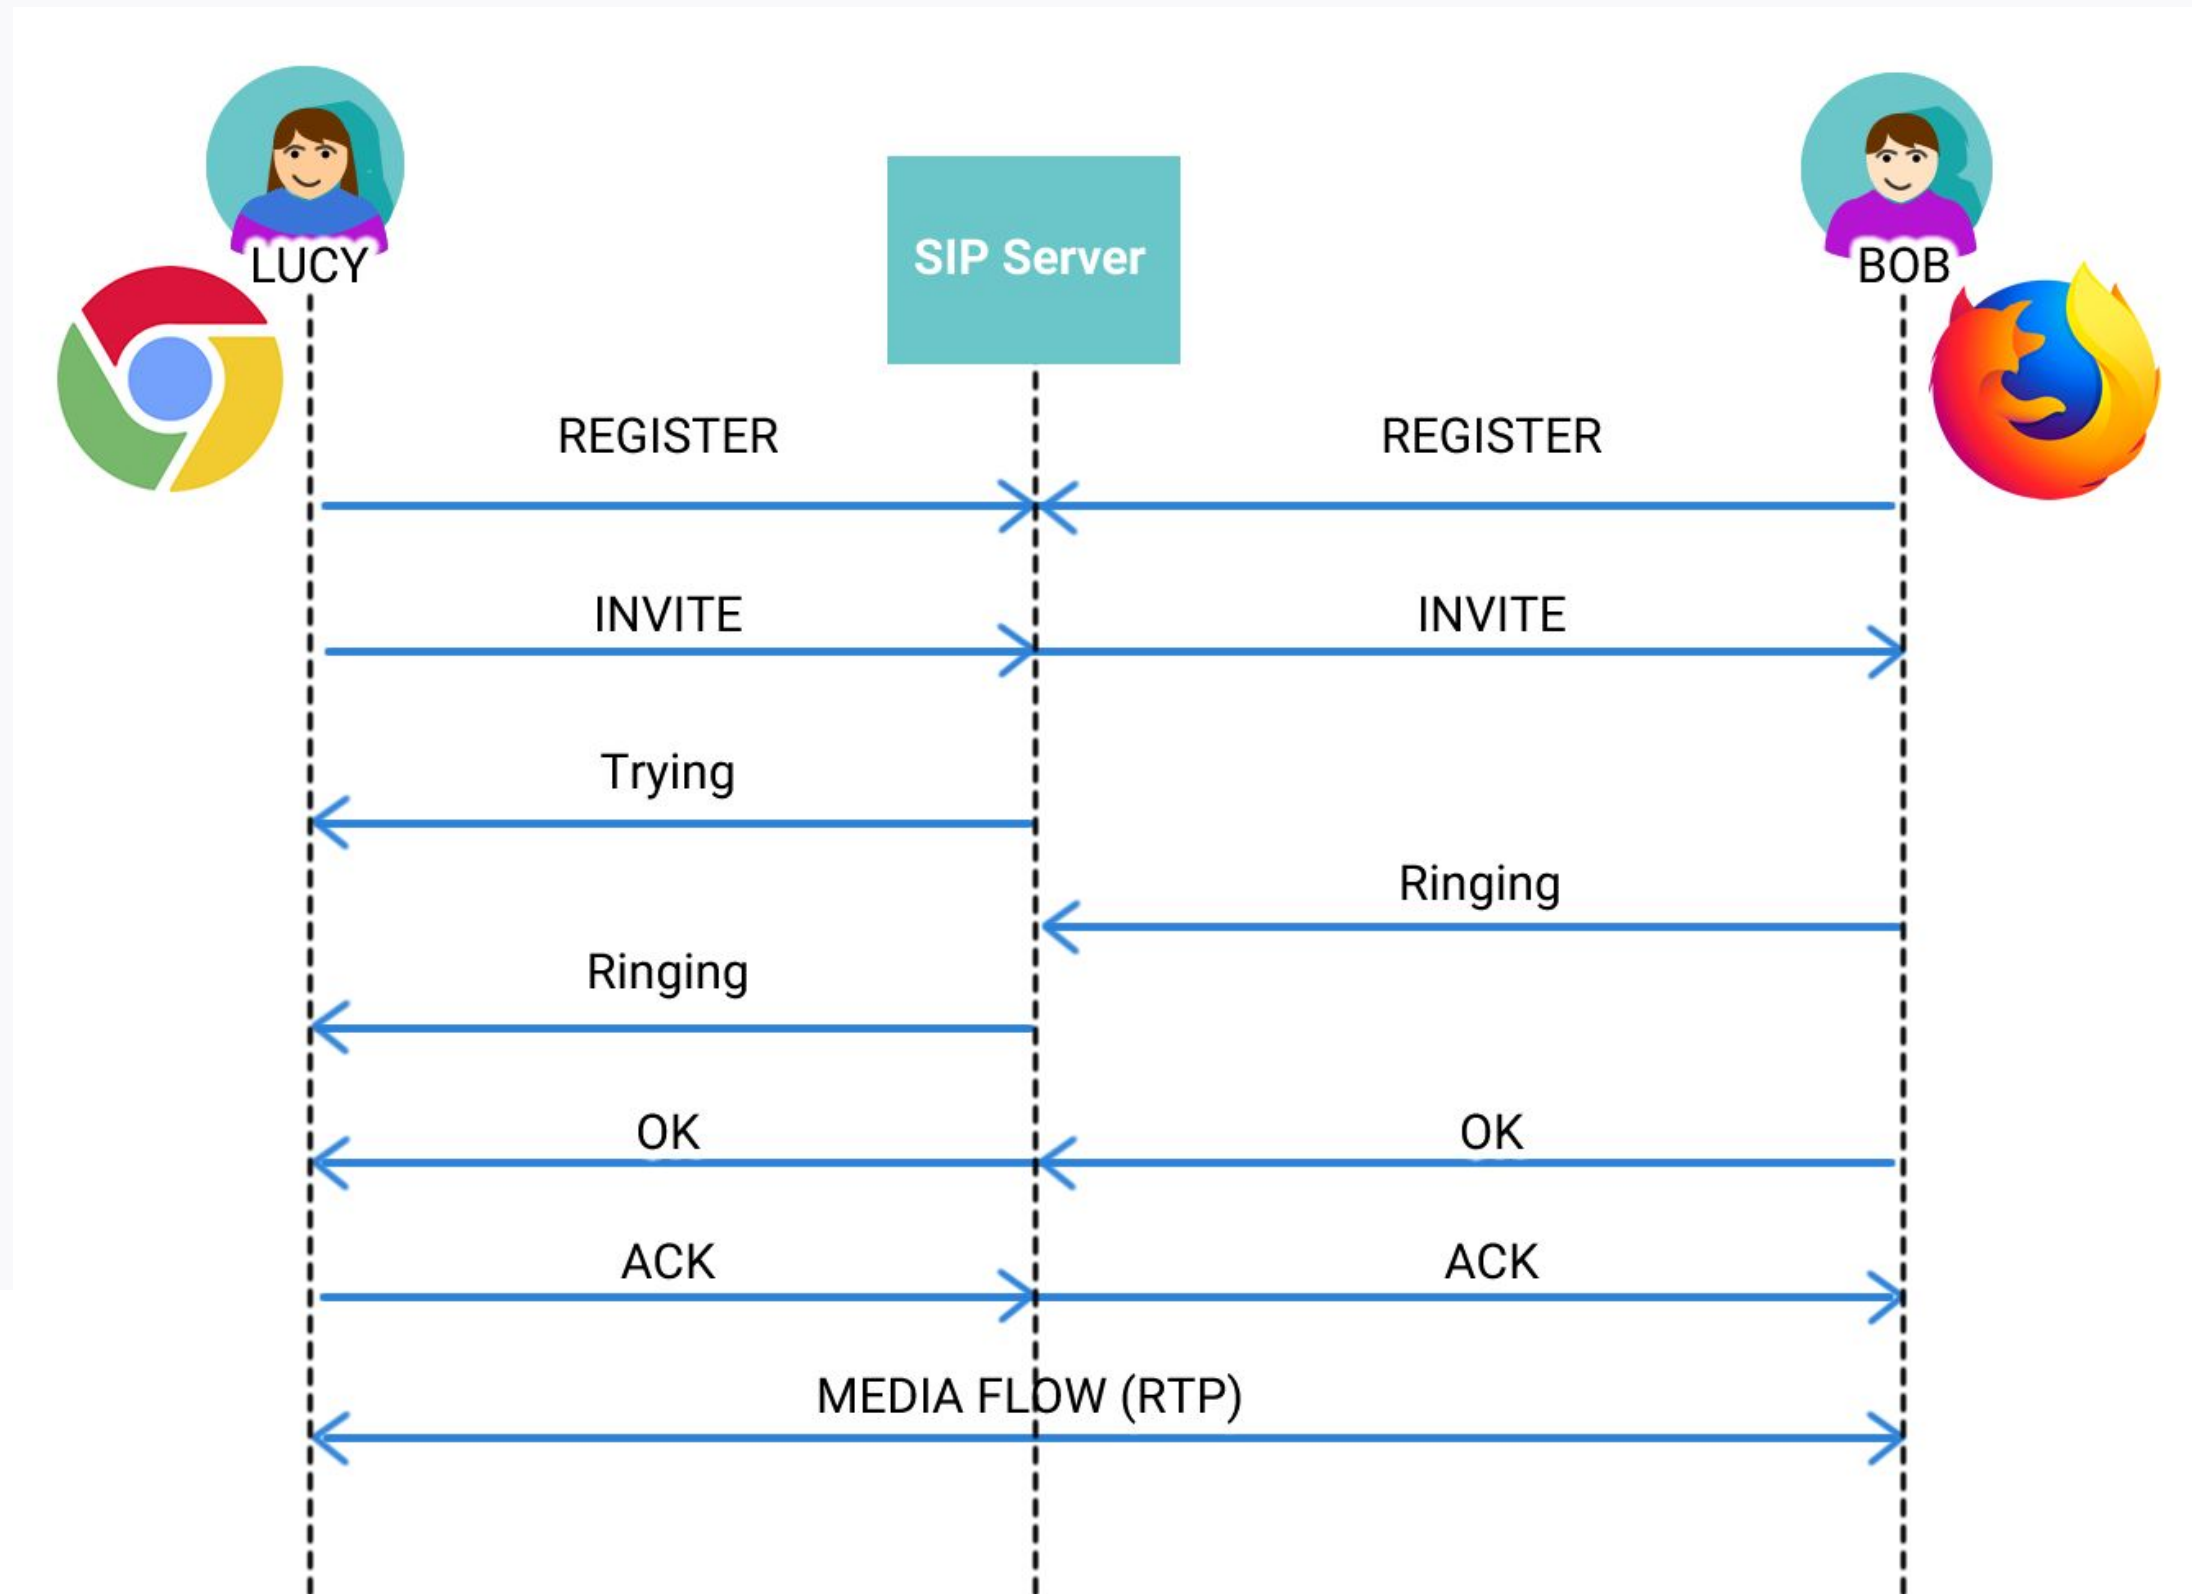 LUCY
SIP Server
BOB
REGISTER
REGISTER
INVITE
INVITE
Trying
Ringing
Ringing
OK
OK
ACK
ACK
MEDIA FLOW (RTP)